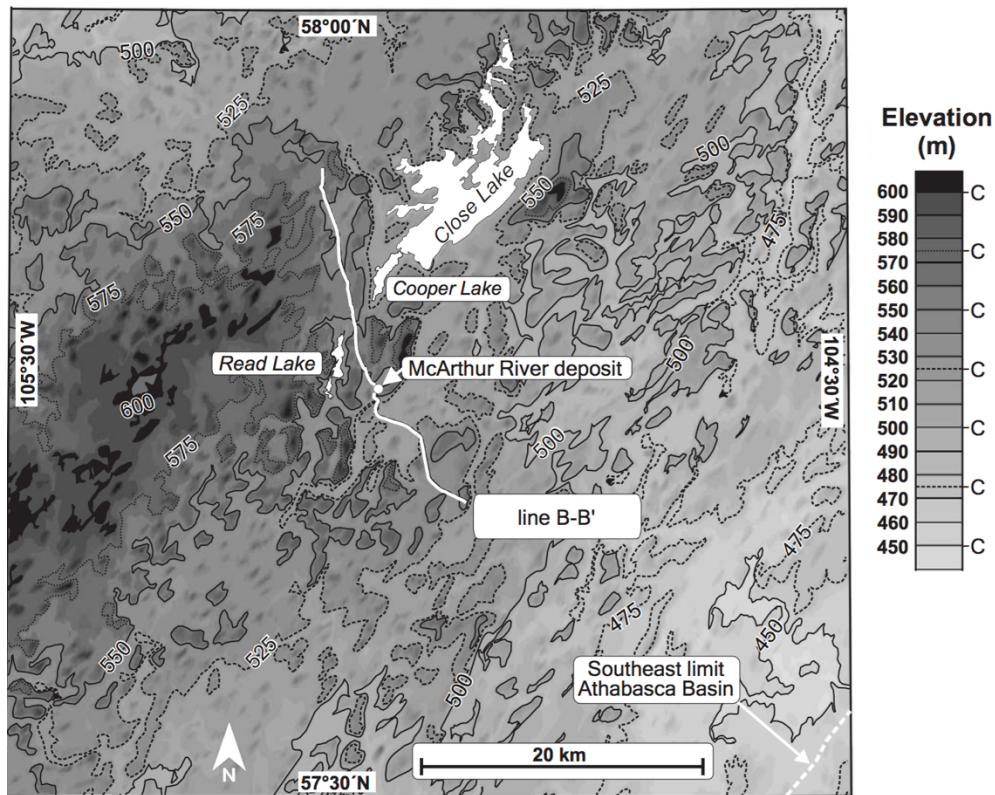 58°00´N
500
525
525
500
Close Lake
550
550
575
475
575
Cooper Lake
105°30´W
Read Lake
McArthur River deposit
500
104°30´W
600
575
500
line B-B'
475
475
450
550
525
500
Southeast limit
Athabasca Basin
N
20 km
57°30´N
Elevation
(m)
600
C
590
580
C
570
560
550
C
540
530
C
520
510
500
C
490
480
C
470
460
450
C